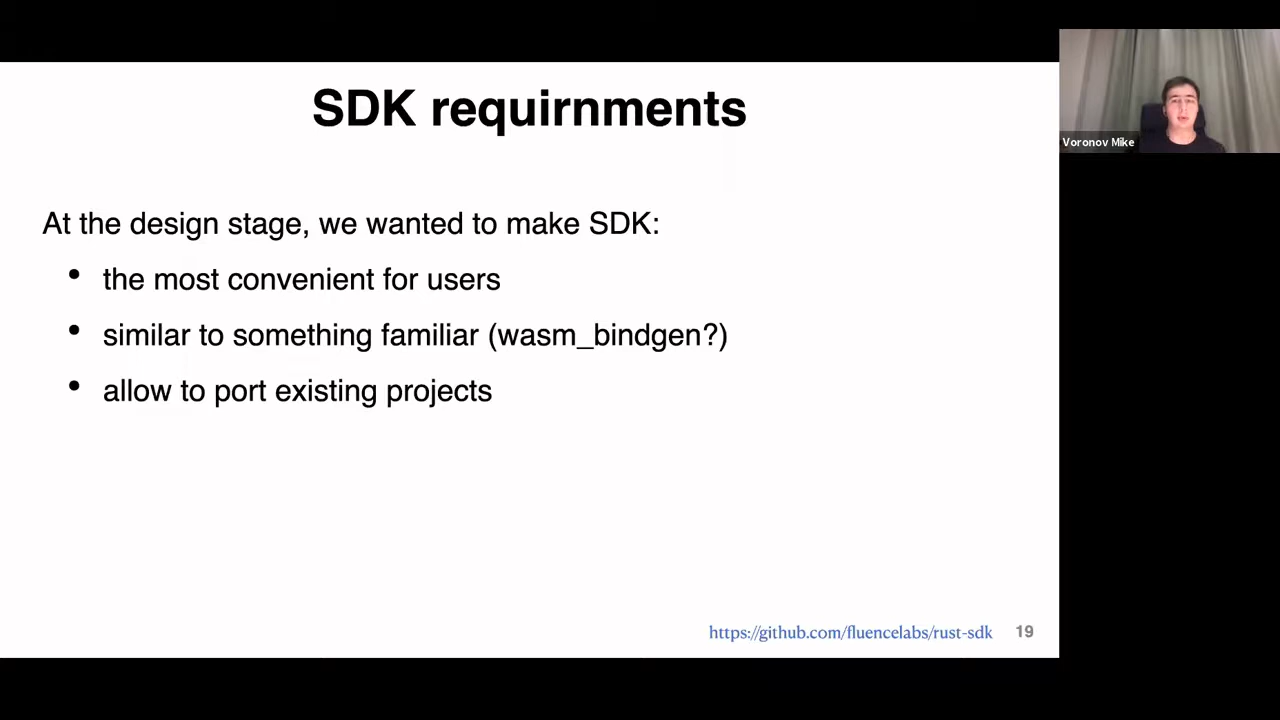 SDK requirnments
Voronov Mike
At the design stage, we wanted to make SDK:
• the most convenient for users
• similar to something familiar (wasm_bindgen?)
• allow to port existing projects
https://github.com/fluencelabs/rust-sdk 19